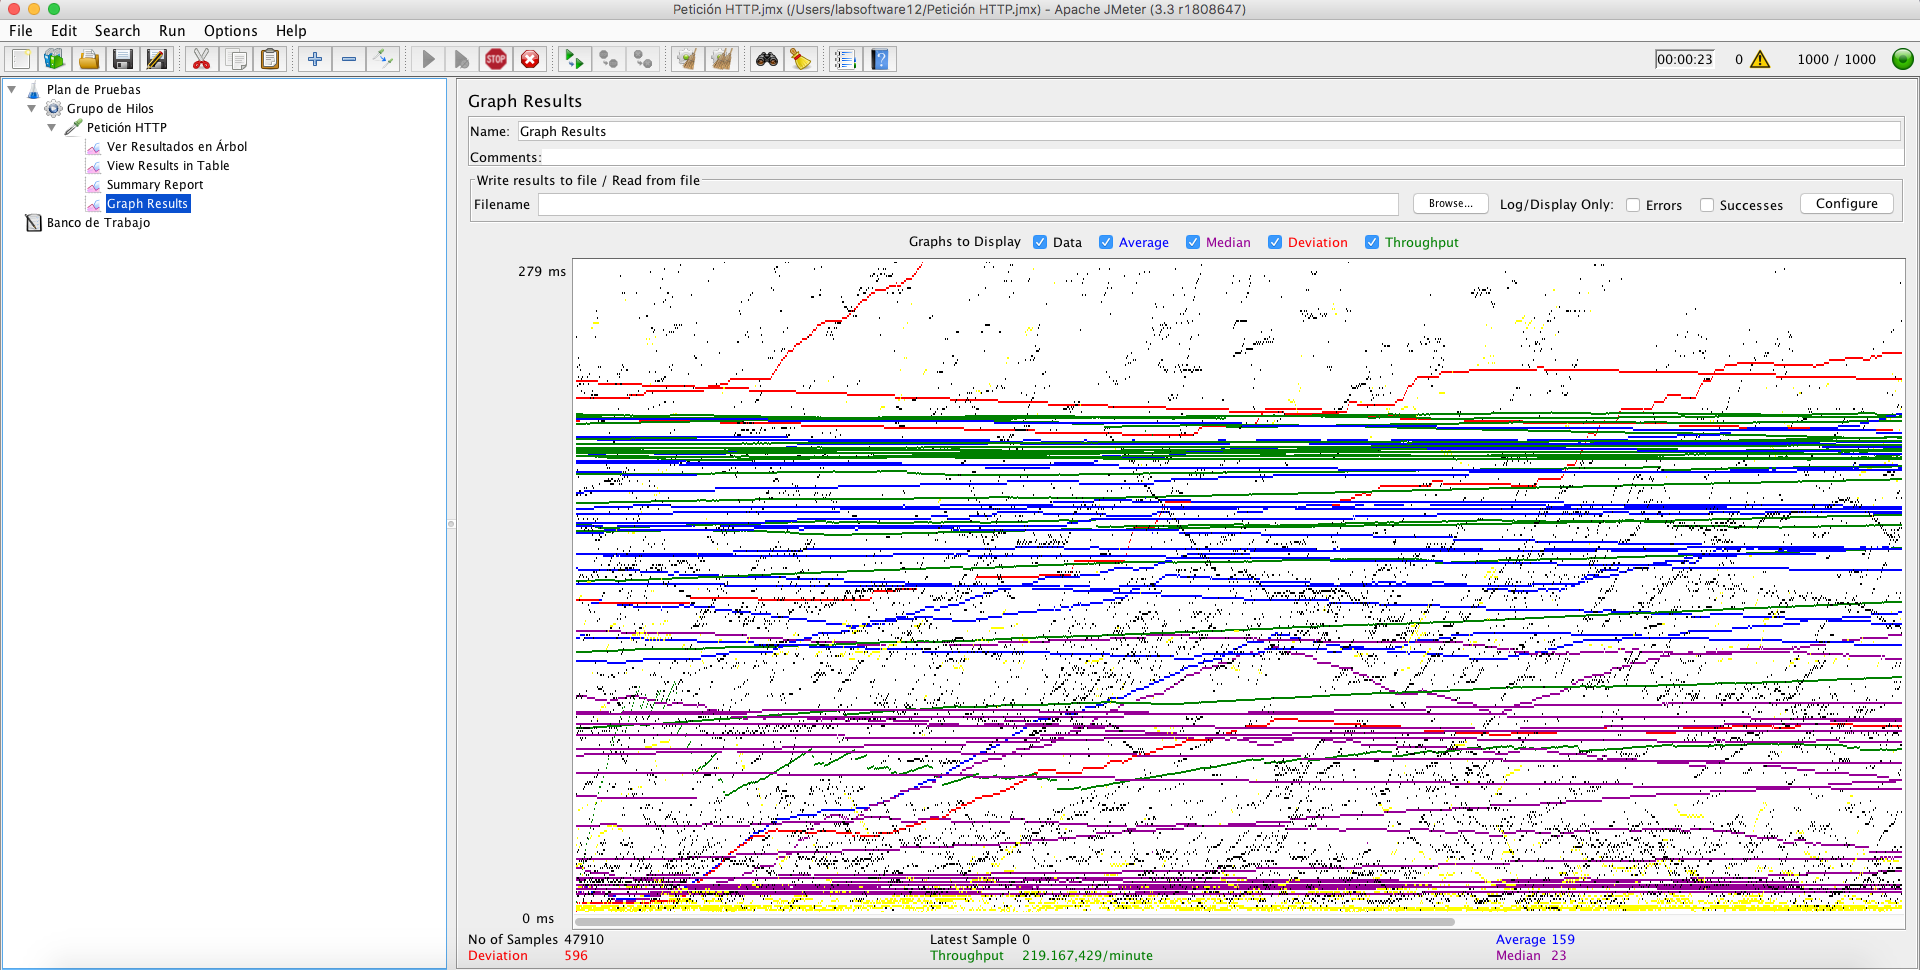 Petición HTTP.jmx (/Users/labsoftware12/Petición HTTP.jmx) - Apache JMeter (3.3 r1808647)
File Edit Search Run Options Help
STOP 00:00:23 0 1000 / 1000
Plan de Pruebas
Grupo de Hilos
Petición HTTP
Ver Resultados en Árbol
View Results in Table
Summary Report
Graph Results
Banco de Trabajo
Graph Results
Name: Graph Results
Comments:
Write results to file / Read from file
Filename Browse... Log/Display Only: Errors Successes Configure
Graphs to Display Data Average Median Deviation Throughput
279 ms
0 ms
No of Samples 47910 Latest Sample 0 Average 159
Deviation 596 Throughput 219.167,429/minute Median 23